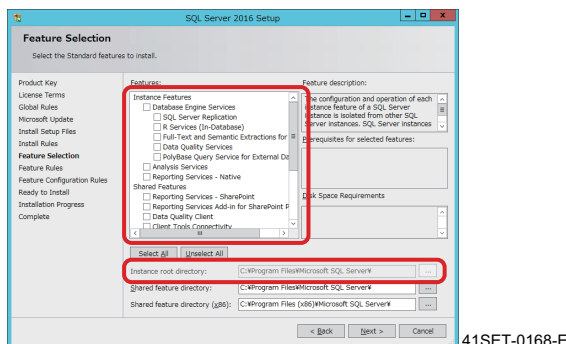 SQL Server 2016 Setup
Feature Selection
Select the Standard features to install.
Product Key
License Terms
Global Rules
Microsoft Update
Install Setup Files
Install Rules
Feature Selection
Feature Rules
Feature Configuration Rules
Ready to Install
Installation Progress
Complete
Features:
Instance Features
Database Engine Services
SQL Server Replication
R Services (In-Database)
Full-Text and Semantic Extractions for
Data Quality Services
PolyBase Query Service for External Da
Analysis Services
Reporting Services - Native
Shared Features
Reporting Services - SharePoint
Reporting Services Add-in for SharePoint P
Data Quality Client
Client Tools Connectivity
Feature description:
The configuration and operation of each
instance feature of a SQL Server
instance is isolated from other SQL
Server instances. SQL Server instances
Prerequisites for selected features:
Disk Space Requirements
Select All Unselect All
Instance root directory: C:¥Program Files¥Microsoft SQL Server¥ ...
Shared feature directory: C:¥Program Files¥Microsoft SQL Server¥ ...
Shared feature directory (x86): C:¥Program Files (x86)¥Microsoft SQL Server¥ ...
< Back Next > Cancel
41SET-0168-E